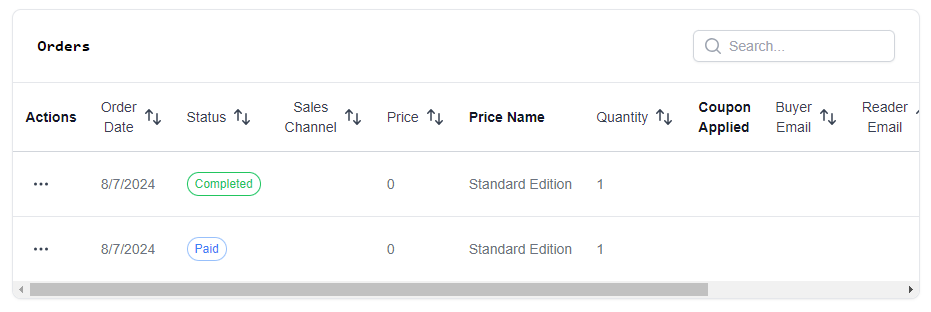 Orders
Search...
Actions Order Date Status Sales Channel Price Price Name Quantity Coupon Applied Buyer Email Reader Email
8/7/2024 Completed 0 Standard Edition 1
8/7/2024 Paid 0 Standard Edition 1